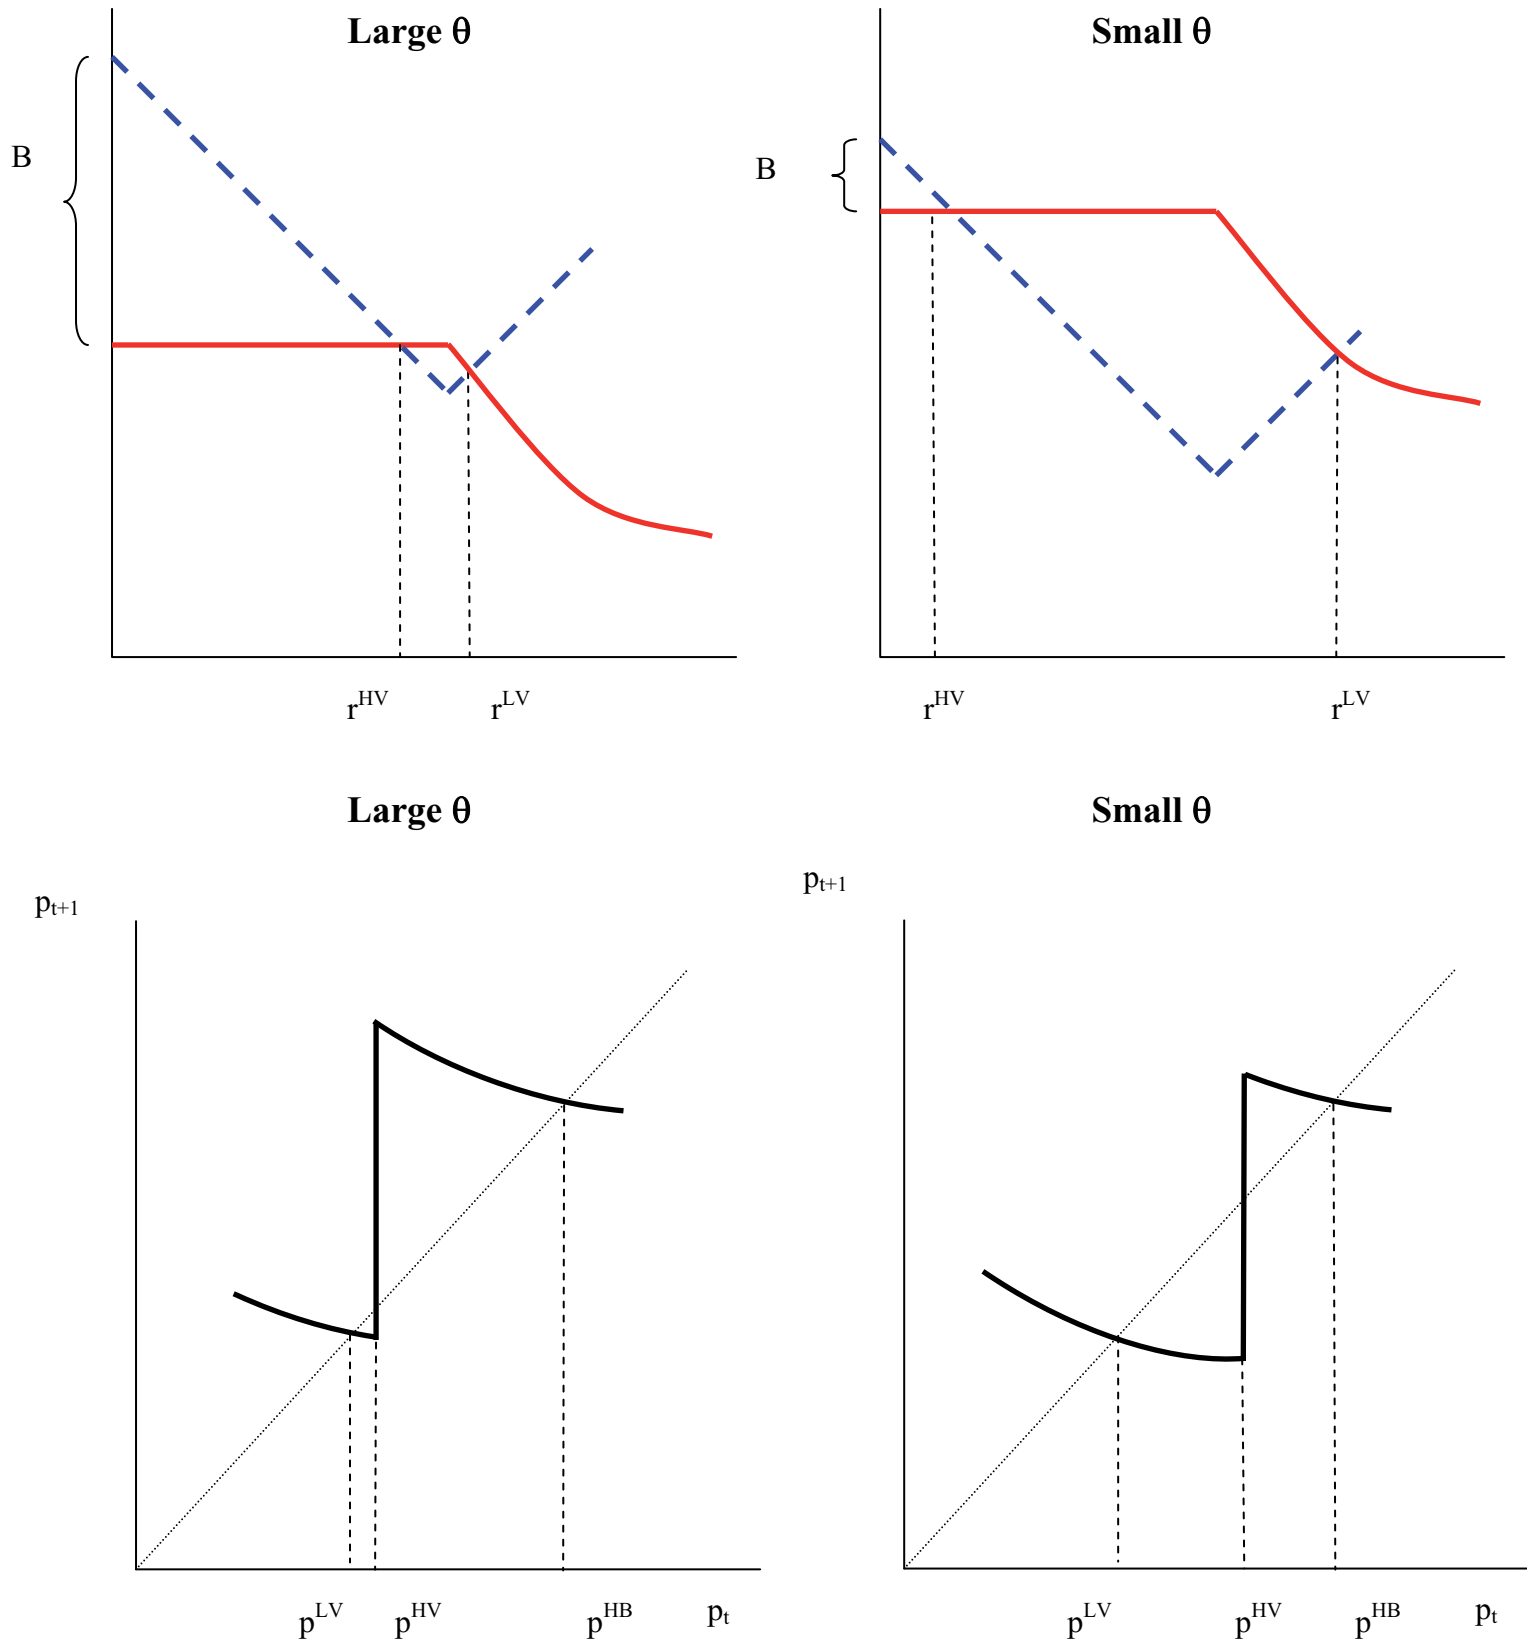 Large θ
Small θ
B
B
r^HV r^LV
r^HV r^LV
Large θ
Small θ
p_t+1
p_t+1
p^LV p^HV p^HB p_t
p^LV p^HV p^HB p_t